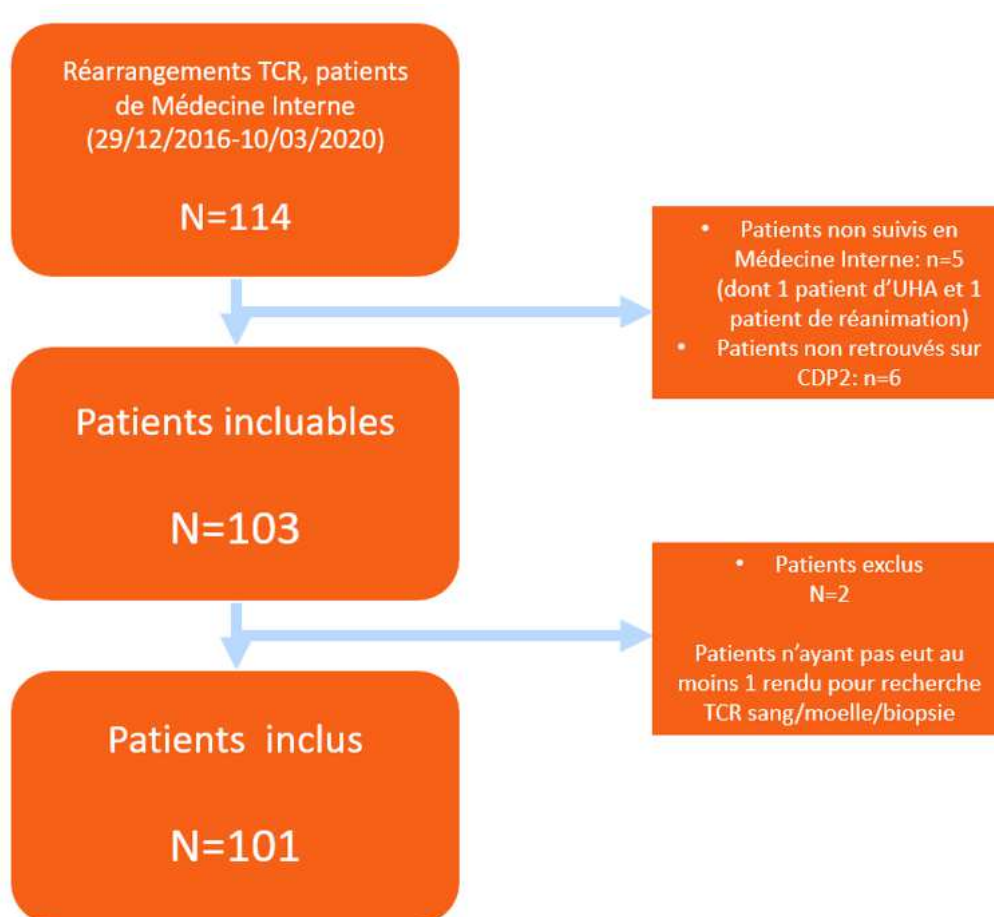 Réarrangements TCR, patients
de Médecine Interne
(29/12/2016-10/03/2020)
N=114
• Patients non suivis en
Médecine Interne: n=5
(dont 1 patient d'UHA et 1
patient de réanimation)
• Patients non retrouvés sur
CDP2: n=6
Patients incluables
N=103
• Patients exclus
N=2
Patients n'ayant pas eut au
moins 1 rendu pour recherche
TCR sang/moelle/biopsie
Patients inclus
N=101